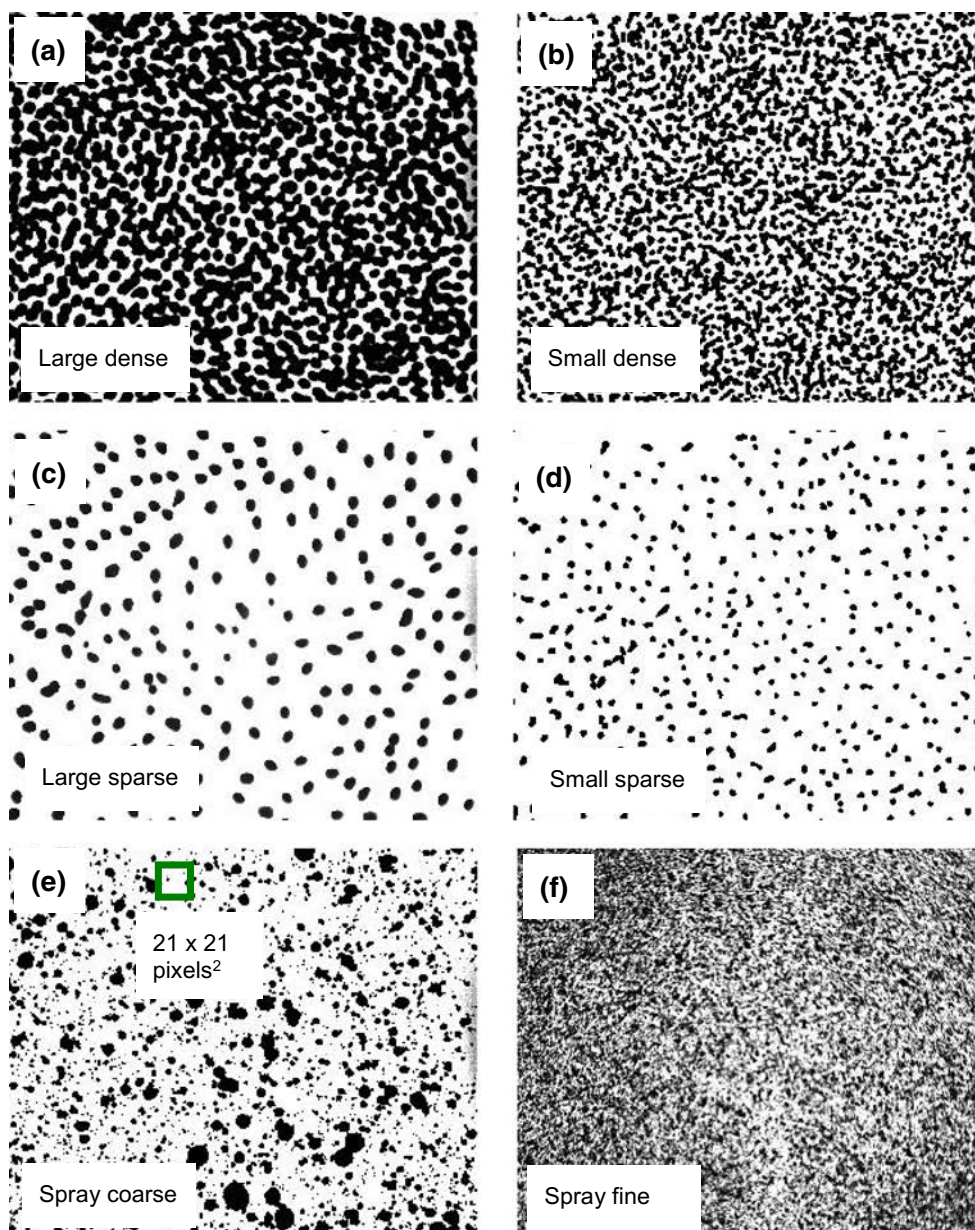 (a)
Large dense
(b)
Small dense
(c)
Large sparse
(d)
Small sparse
(e)
21 x 21
pixels²
Spray coarse
(f)
Spray fine